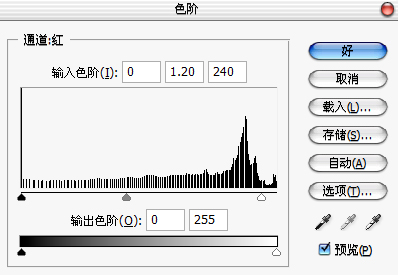 色阶
通道:红
输入色阶(I): 0 1.20 240
输出色阶(O): 0 255
好
取消
载入(L)...
存储(S)...
自动(A)
选项(T)...
预览(P)